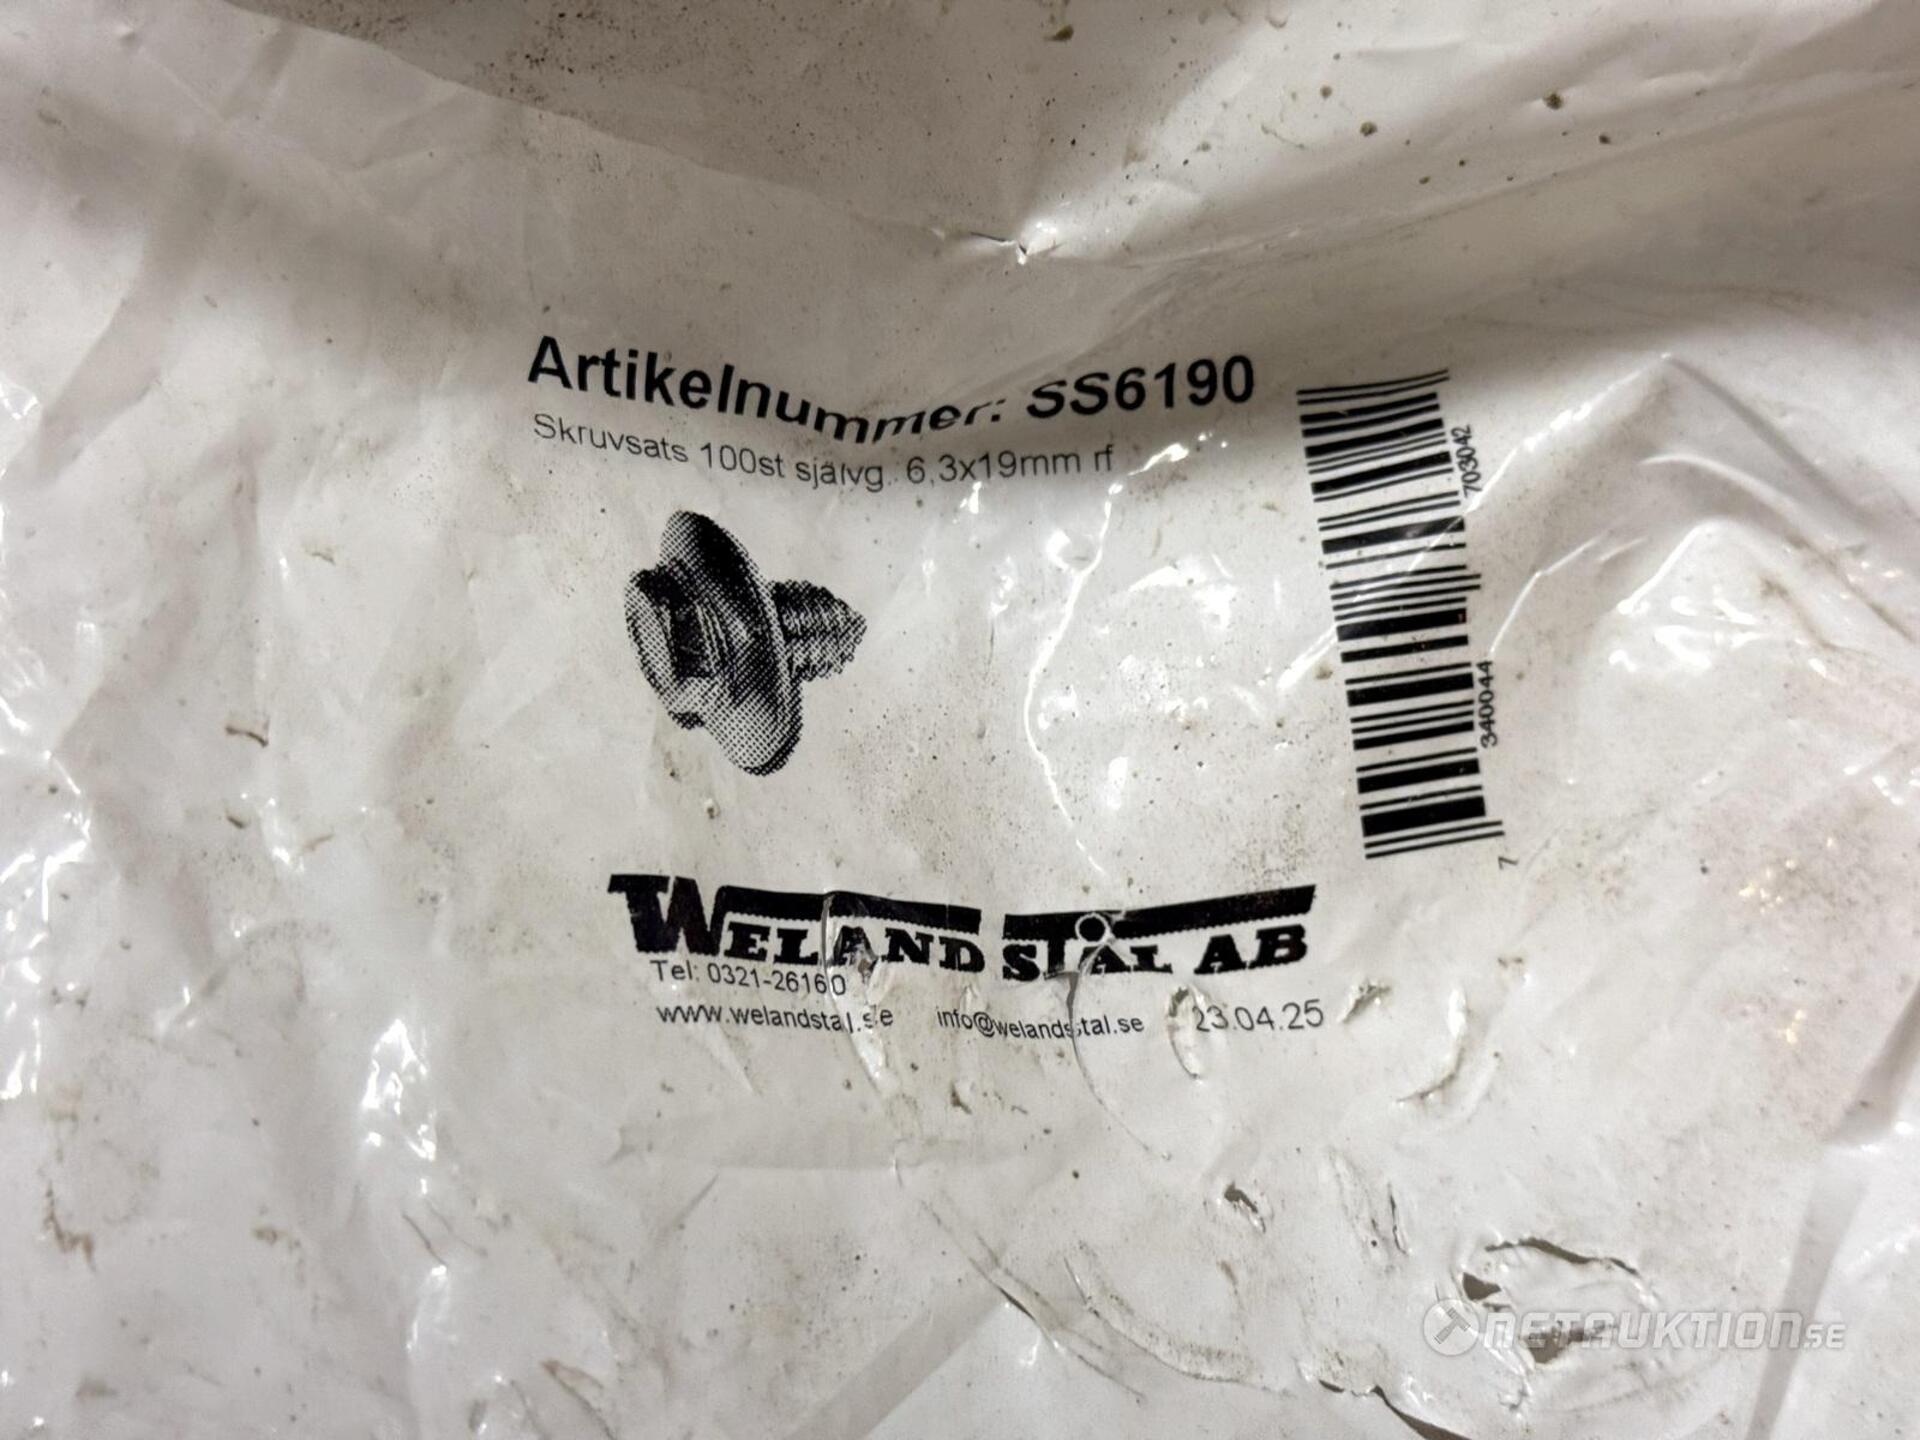 Artikelnummer: SS6190
Skruvsats 100st självg. 6,3x19mm rf
7 340044 703042
WELAND STÅL AB
Tel: 0321-26160
www.welandstal.se info@welandstal.se 23.04.25
NETAUKTION.SE